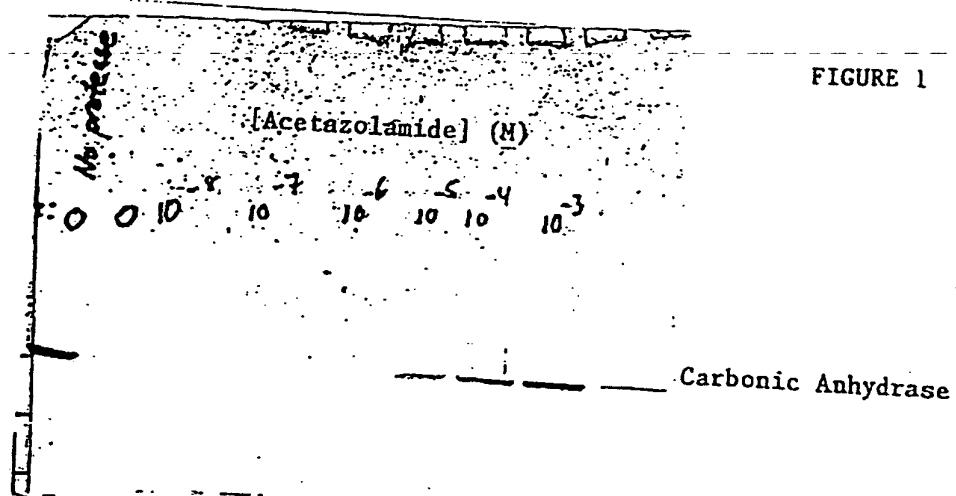 FIGURE 1
No protease
[Acetazolamide] (M)
0 0 10⁻⁸ 10⁻⁷ 10⁻⁶ 10⁻⁵ 10⁻⁴ 10⁻³
Carbonic Anhydrase